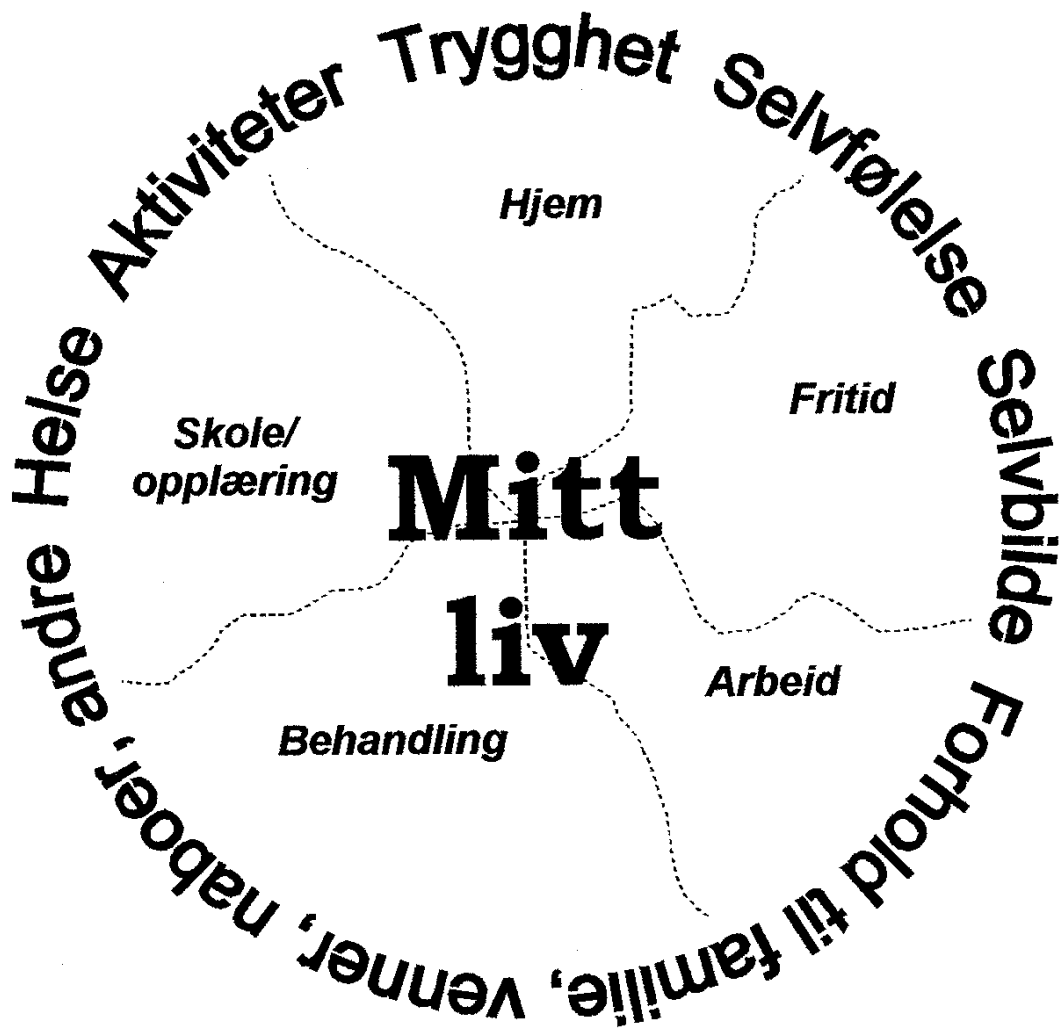 Aktiviteter Trygghet Selvfølelse Selvbilde Forhold til familie, venner, naboer, andre Helse
Hjem
Fritid
Skole/
opplæring
Mitt
liv
Arbeid
Behandling